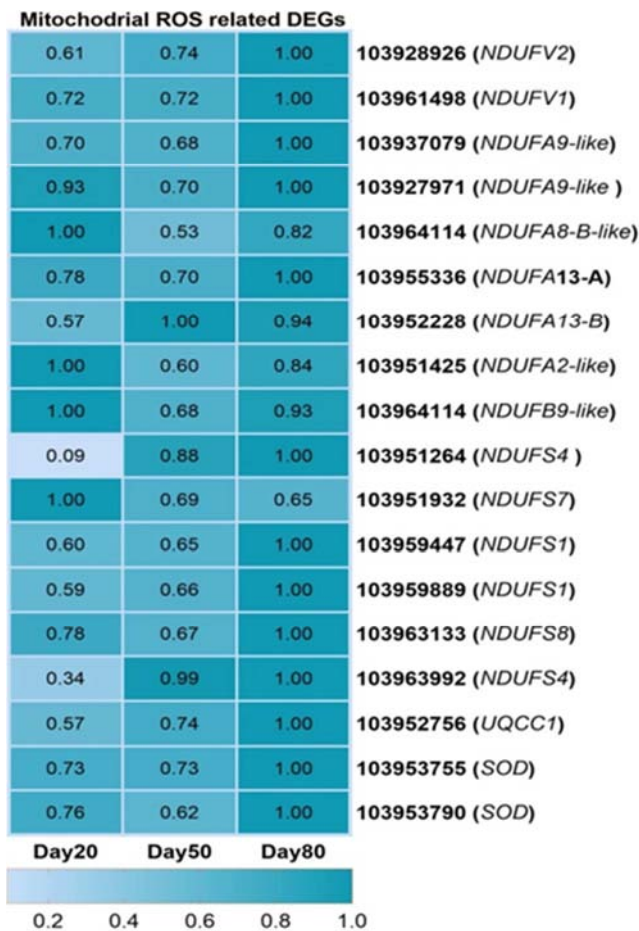 Mitochodrial ROS related DEGs
0.61 0.74 1.00 103928926 (NDUFV2)
0.72 0.72 1.00 103961498 (NDUFV1)
0.70 0.68 1.00 103937079 (NDUFA9-like)
0.93 0.70 1.00 103927971 (NDUFA9-like )
1.00 0.53 0.82 103964114 (NDUFA8-B-like)
0.78 0.70 1.00 103955336 (NDUFA13-A)
0.57 1.00 0.94 103952228 (NDUFA13-B)
1.00 0.60 0.84 103951425 (NDUFA2-like)
1.00 0.68 0.93 103964114 (NDUFB9-like)
0.09 0.88 1.00 103951264 (NDUFS4 )
1.00 0.69 0.65 103951932 (NDUFS7)
0.60 0.65 1.00 103959447 (NDUFS1)
0.59 0.66 1.00 103959889 (NDUFS1)
0.78 0.67 1.00 103963133 (NDUFS8)
0.34 0.99 1.00 103963992 (NDUFS4)
0.57 0.74 1.00 103952756 (UQCC1)
0.73 0.73 1.00 103953755 (SOD)
0.76 0.62 1.00 103953790 (SOD)
Day20 Day50 Day80
0.2 0.4 0.6 0.8 1.0